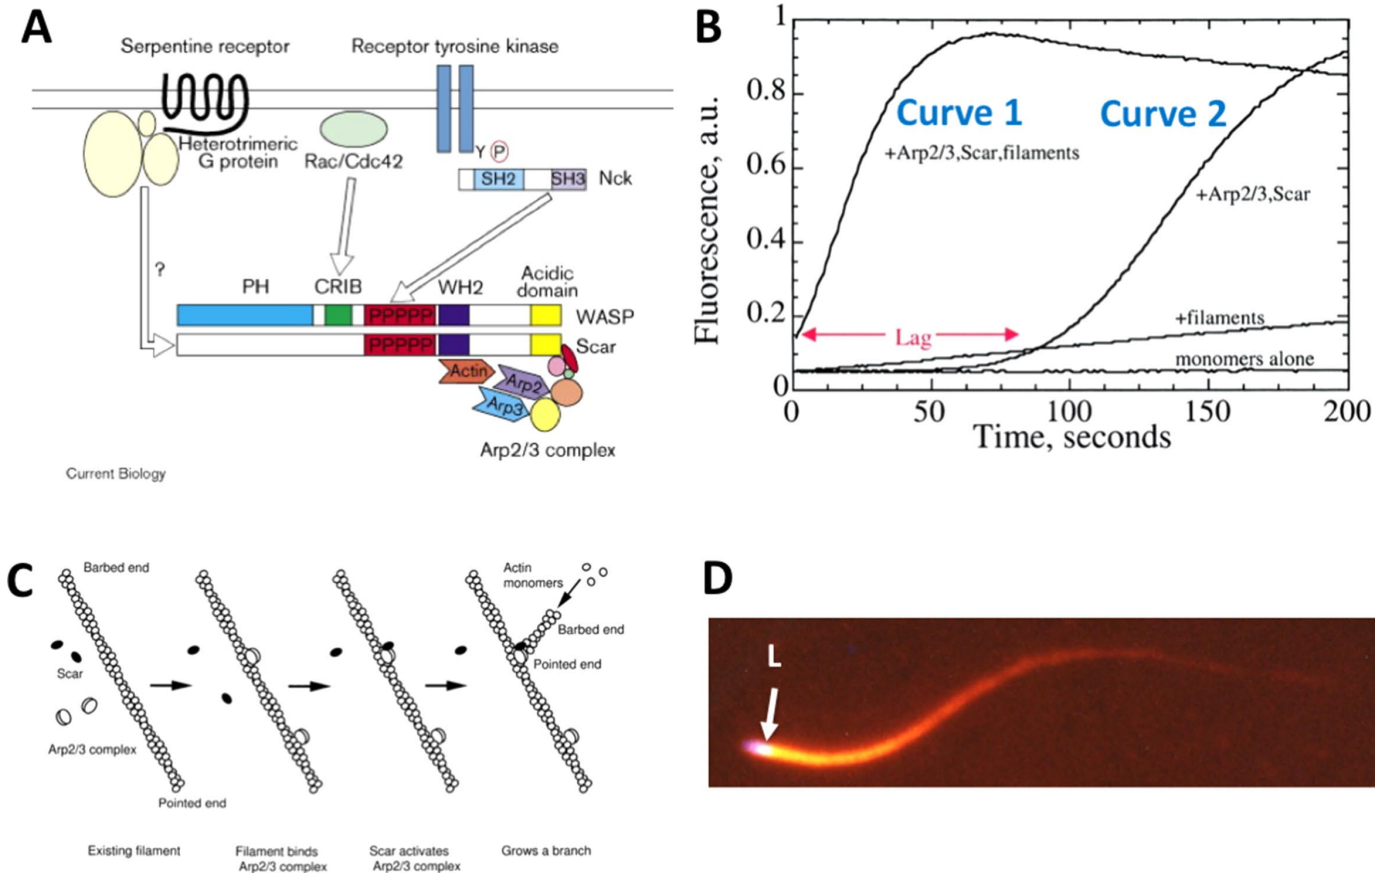 A
Serpentine receptor
Receptor tyrosine kinase
Heterotrimeric
G protein
Rac/Cdc42
Y P
SH2
SH3
Nck
?
PH
CRIB
WH2
Acidic
domain
PPPPP
WASP
PPPPP
Scar
Actin
Arp2
Arp3
Arp2/3 complex
Current Biology
B
Fluorescence, a.u.
1
0.8
0.6
0.4
0.2
0
Curve 1
+Arp2/3,Scar,filaments
Curve 2
+Arp2/3,Scar
Lag
+filaments
monomers alone
0 50 100 150 200
Time, seconds
C
Barbed end
Scar
Arp2/3 complex
Pointed end
Actin
monomers
Barbed end
Pointed end
Existing filament
Filament binds
Arp2/3 complex
Scar activates
Arp2/3 complex
Grows a branch
D
L